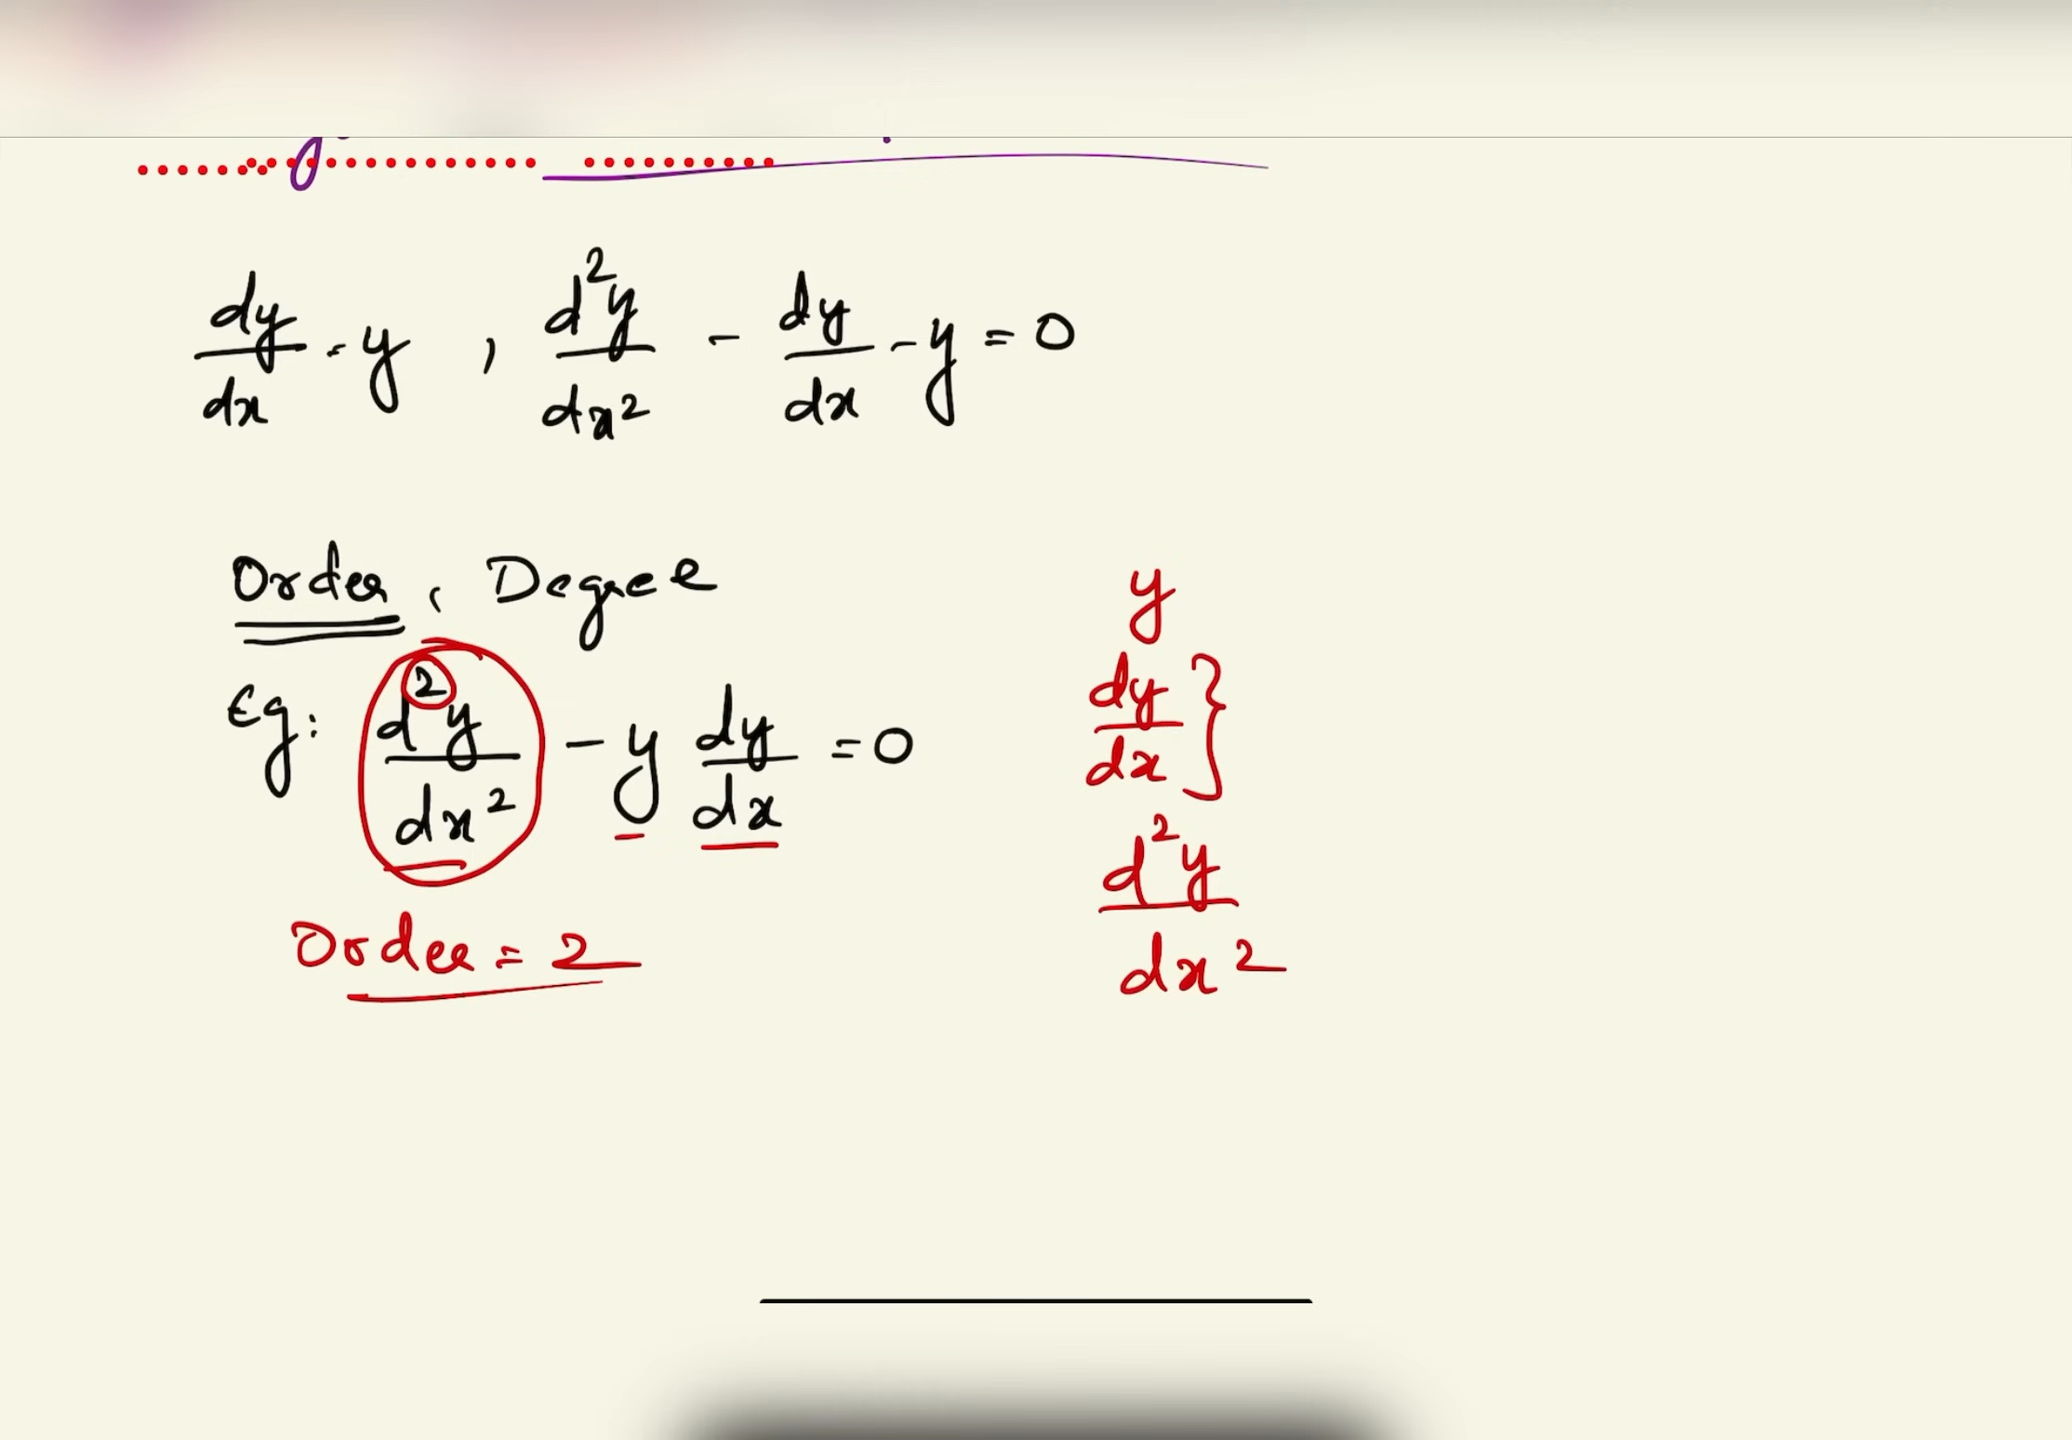 dy/dx = y , d²y/dx² - dy/dx - y = 0
Order, Degree
Eg: d²y/dx² - y dy/dx = 0
Order = 2
y
dy/dx }
d²y/dx²